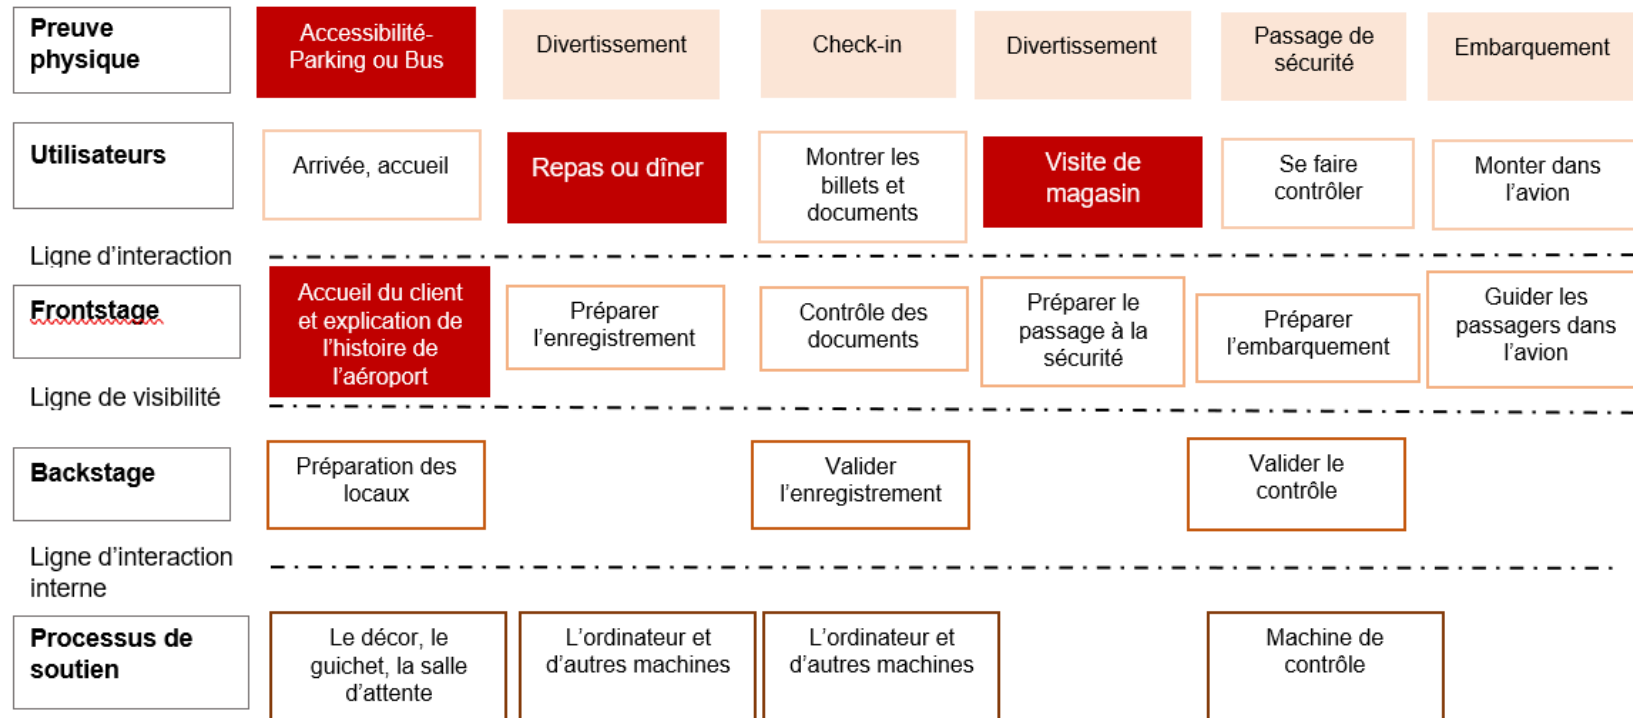 Preuve
physique
Accessibilité-
Parking ou Bus
Divertissement
Check-in
Divertissement
Passage de
sécurité
Embarquement
Utilisateurs
Arrivée, accueil
Repas ou dîner
Montrer les
billets et
documents
Visite de
magasin
Se faire
contrôler
Monter dans
l’avion
Ligne d’interaction
Frontstage
Accueil du client
et explication de
l’histoire de
l’aéroport
Préparer
l’enregistrement
Contrôle des
documents
Préparer le
passage à la
sécurité
Préparer
l’embarquement
Guider les
passagers dans
l’avion
Ligne de visibilité
Backstage
Préparation des
locaux
Valider
l’enregistrement
Valider le
contrôle
Ligne d’interaction
interne
Processus de
soutien
Le décor, le
guichet, la salle
d’attente
L’ordinateur et
d’autres machines
L’ordinateur et
d’autres machines
Machine de
contrôle